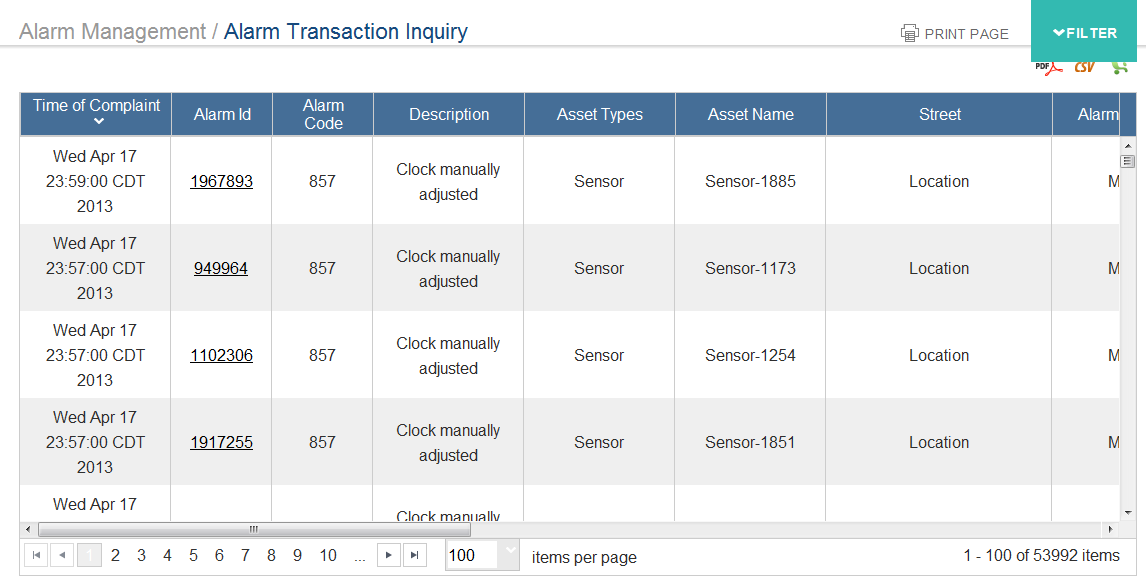 Alarm Management / Alarm Transaction Inquiry
PRINT PAGE
FILTER
PDF
CSV
Time of Complaint
Alarm Id
Alarm
Code
Description
Asset Types
Asset Name
Street
Alarm
Wed Apr 17
23:59:00 CDT
2013
1967893
857
Clock manually
adjusted
Sensor
Sensor-1885
Location
M
Wed Apr 17
23:57:00 CDT
2013
949964
857
Clock manually
adjusted
Sensor
Sensor-1173
Location
M
Wed Apr 17
23:57:00 CDT
2013
1102306
857
Clock manually
adjusted
Sensor
Sensor-1254
Location
M
Wed Apr 17
23:57:00 CDT
2013
1917255
857
Clock manually
adjusted
Sensor
Sensor-1851
Location
M
Wed Apr 17
Clock manually
1 2 3 4 5 6 7 8 9 10 ... 100 items per page 1 - 100 of 53992 items